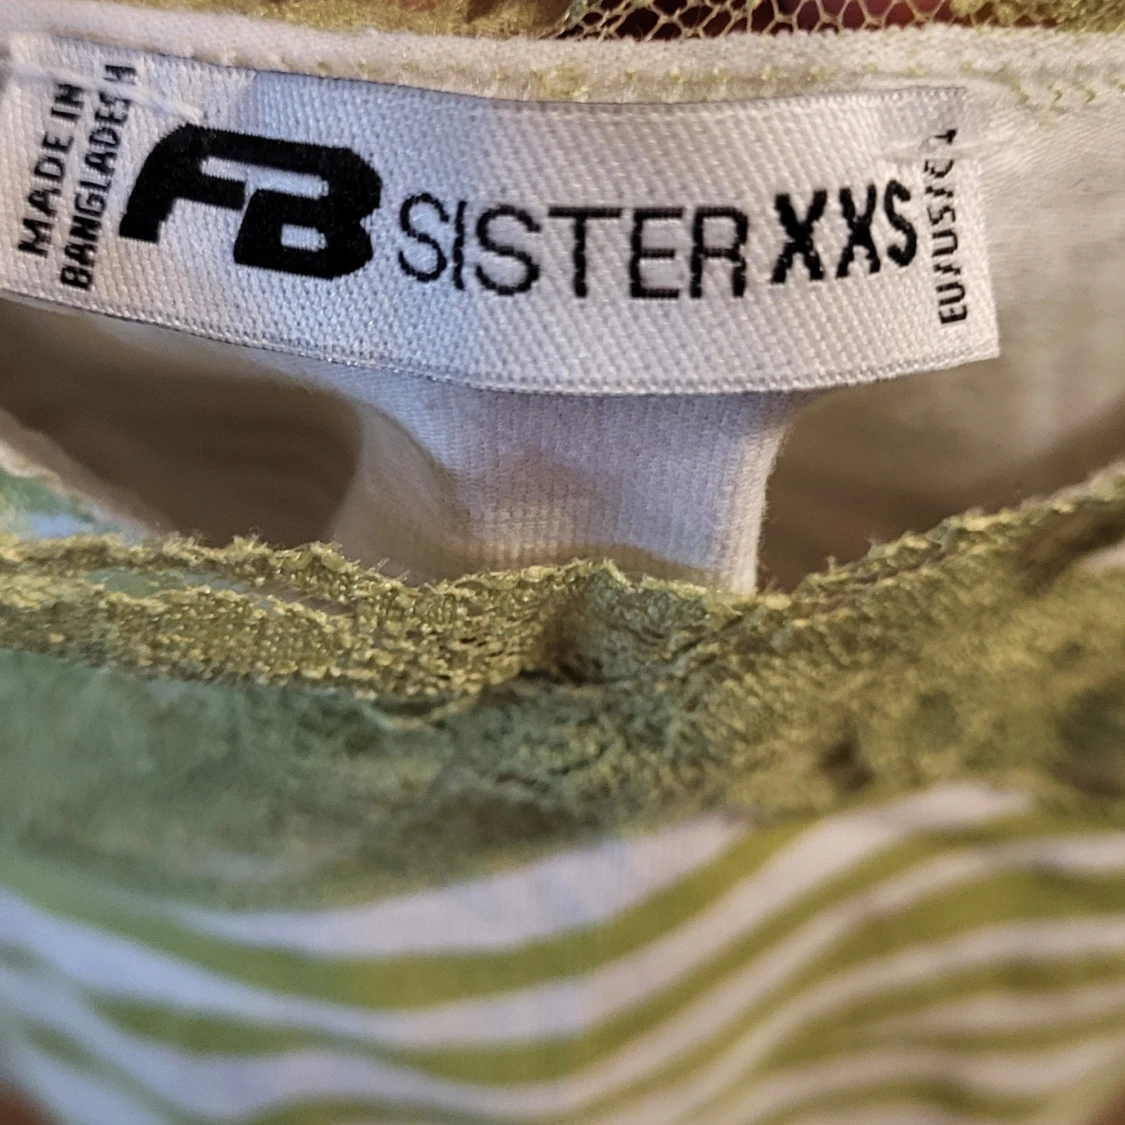 MADE IN
BANGLADESH
FB SISTER XXS
EU/US/CA